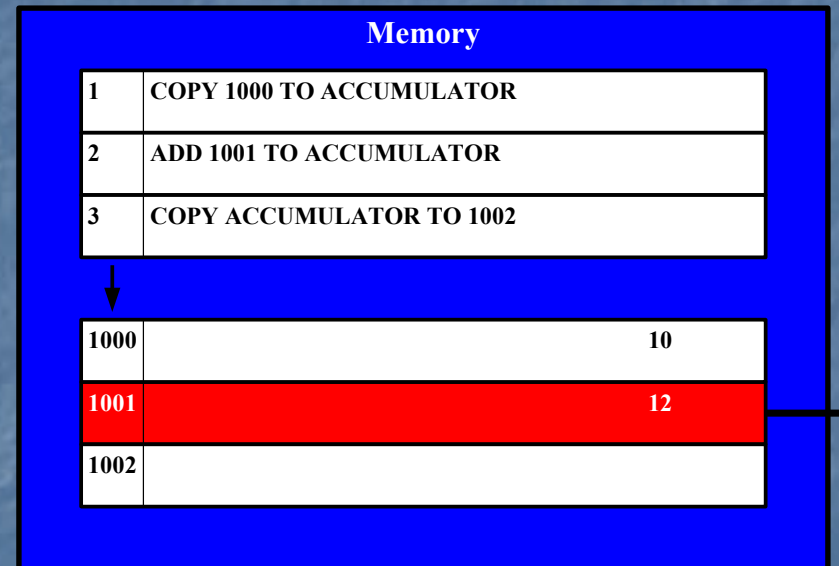 Memory
1 COPY 1000 TO ACCUMULATOR
2 ADD 1001 TO ACCUMULATOR
3 COPY ACCUMULATOR TO 1002
1000 10
1001 12
1002